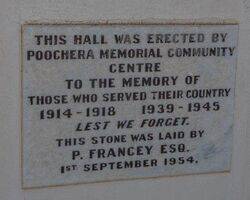 THIS HALL WAS ERECTED BY
POOCHERA MEMORIAL COMMUNITY
CENTRE
TO THE MEMORY OF
THOSE WHO SERVED THEIR COUNTRY
1914 - 1918 1939 - 1945
LEST WE FORGET.
THIS STONE WAS LAID BY
P. FRANCEY ESQ.
1ST SEPTEMBER 1954.